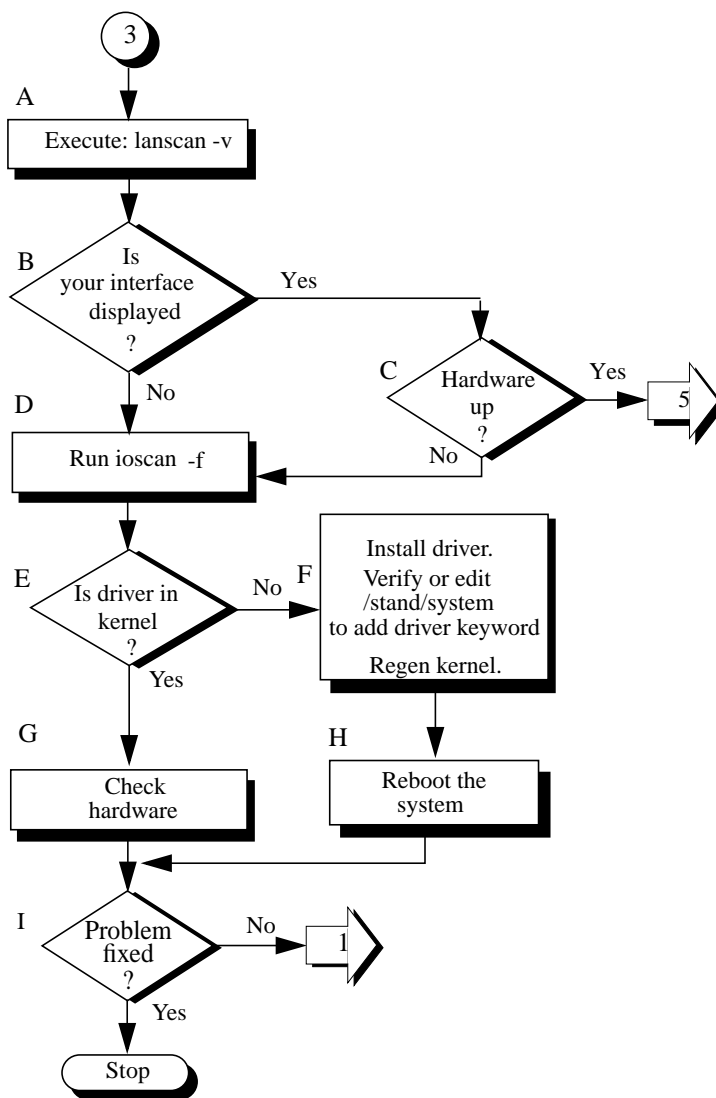 3
A
Execute: lanscan -v
B
Is
your interface
displayed
?
Yes
No
C
Hardware
up
?
Yes
5
No
D
Run ioscan -f
E
Is driver in
kernel
?
No
Yes
F
Install driver.
Verify or edit
/stand/system
to add driver keyword
Regen kernel.
G
Check
hardware
H
Reboot the
system
I
Problem
fixed
?
No
1
Yes
Stop